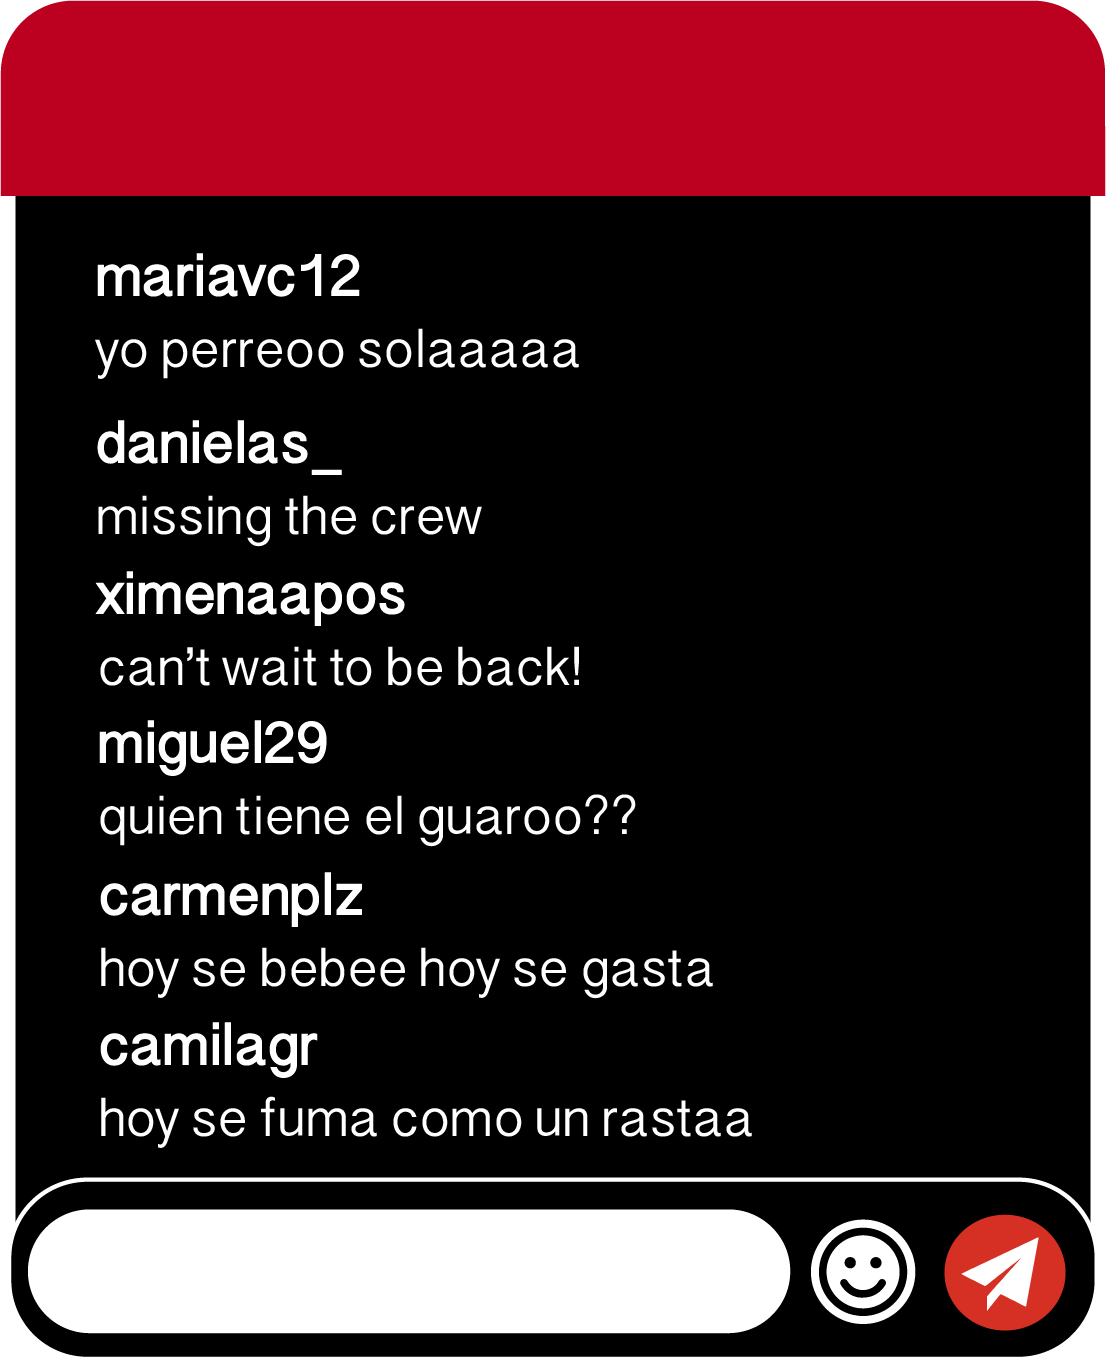 mariavc12
yo perreoo solaaaaa
danielas_
missing the crew
ximenaapos
can’t wait to be back!
miguel29
quien tiene el guaroo??
carmenplz
hoy se bebee hoy se gasta
camilagr
hoy se fuma como un rastaa